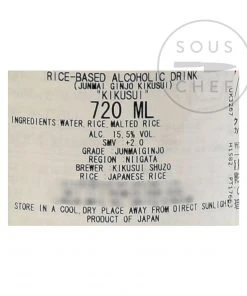 SOUS
CHEF
RICE-BASED ALCOHOLIC DRINK
(JUNMAI GINJO KIKUSUI)
"KIKUSUI"
720 ML
INGREDIENTS:WATER, RICE, MALTED RICE
ALC. 15.5% VOL.
SMV +2.0
GRADE JUNMAIGINJO
REGION NIIGATA
BREWER KIKUSUI SHUZO
RICE JAPANESE RICE
STORE IN A COOL, DRY PLACE AWAY FROM DIRECT SUNLIGHT.
PRODUCT OF JAPAN